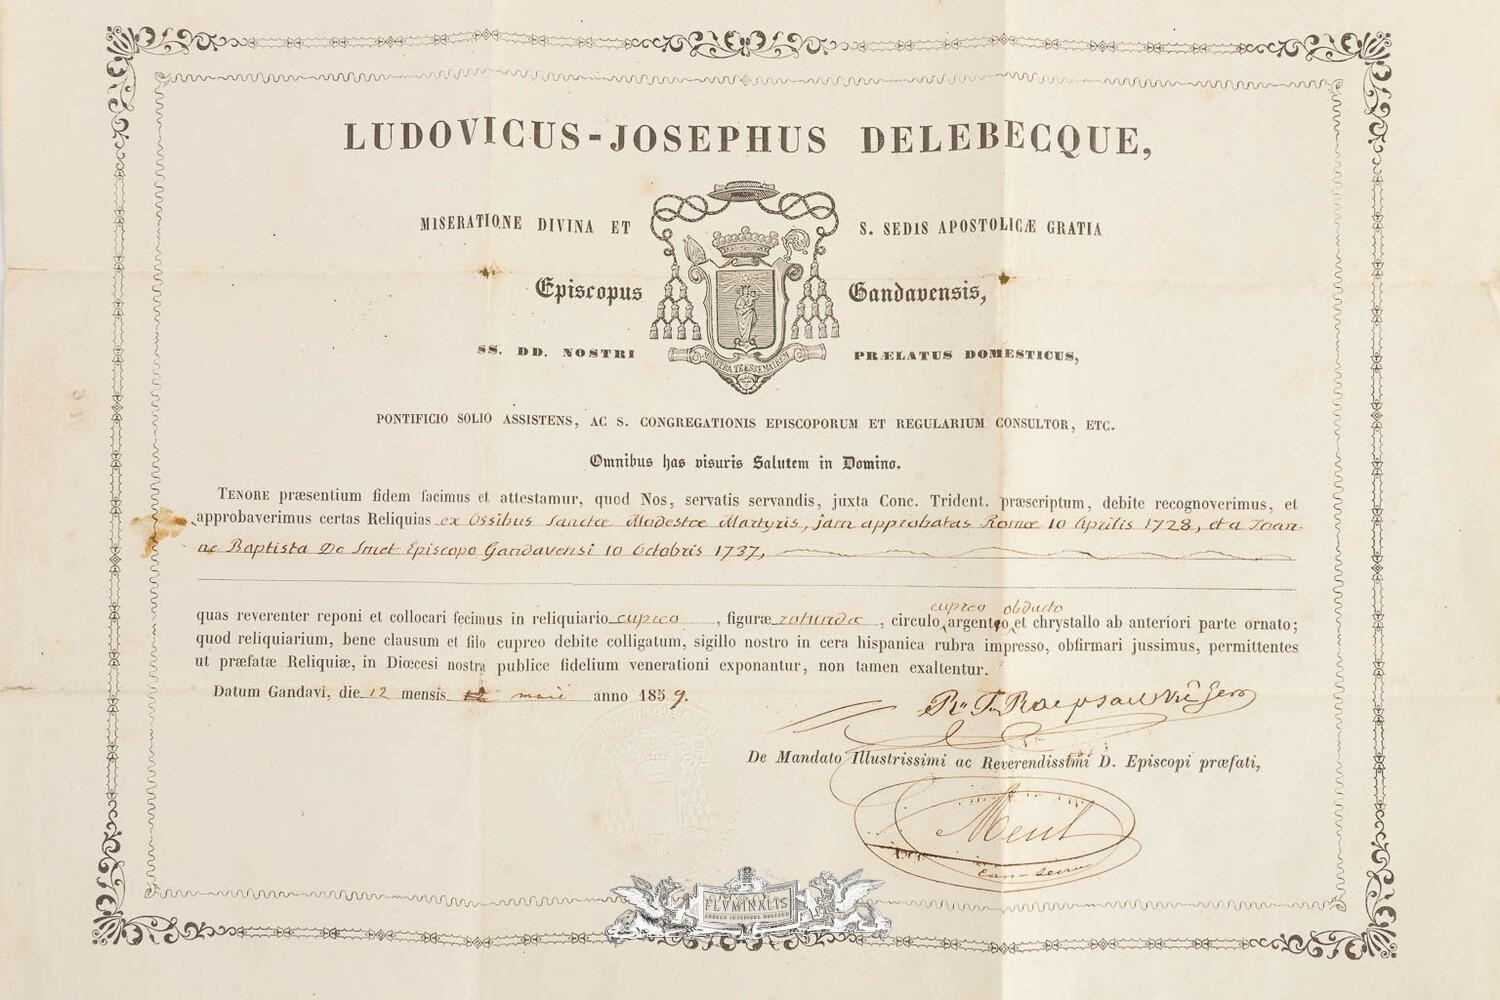 LUDOVICUS-JOSEPHUS DELEBECQUE,
MISERATIONE DIVINA ET S. SEDIS APOSTOLICÆ GRATIA
Episcopus Gandavensis,
SS. DD. NOSTRI PRÆLATUS DOMESTICUS,
MONSTRA TE ESSE MATREM
PONTIFICIO SOLIO ASSISTENS, AC S. CONGREGATIONIS EPISCOPORUM ET REGULARIUM CONSULTOR, ETC.
Omnibus has visuris Salutem in Domino.
TENORE præsentium fidem facimus et attestamur, quod Nos, servatis servandis, juxta Conc. Trident. præscriptum, debite recognoverimus, et
approbaverimus certas Reliquias ex Ossibus Sanctæ Modestæ Martyris, jam approbatas Romæ 10 Aprilis 1728, et a Joan-
ne Baptista De Smet Episcopo Gandavensi 10 Octobris 1737,
cupreo obducto
quas reverenter reponi et collocari fecimus in reliquiario cupreo, figuræ rotundæ, circulo argenteo et chrystallo ab anteriori parte ornato;
quod reliquiarium, bene clausum et filo cupreo debite colligatum, sigillo nostro in cera hispanica rubra impresso, obfirmari jussimus, permittentes
ut præfatæ Reliquiæ, in Diœcesi nostra publice fidelium venerationi exponantur, non tamen exaltentur.
Datum Gandavi, die 12 mensis maii anno 1859.
De Mandato Illustrissimi ac Reverendissimi D. Episcopi præfati,
FLVMINALIS